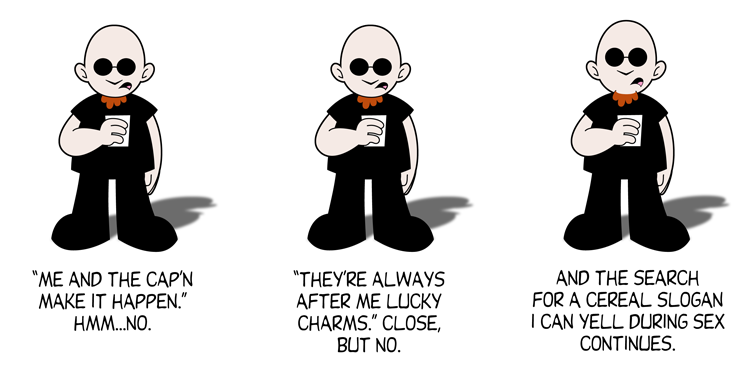 "ME AND THE CAP'N
MAKE IT HAPPEN."
HMM...NO.
"THEY'RE ALWAYS
AFTER ME LUCKY
CHARMS." CLOSE,
BUT NO.
AND THE SEARCH
FOR A CEREAL SLOGAN
I CAN YELL DURING SEX
CONTINUES.